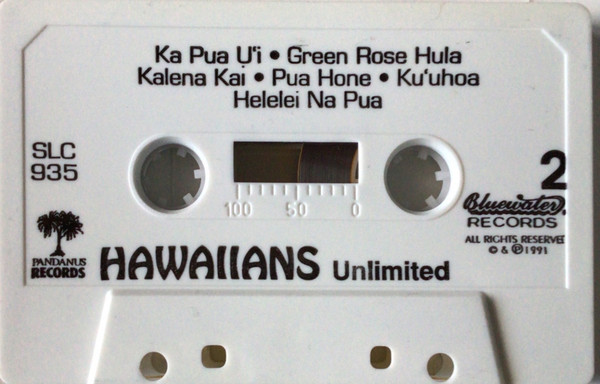 Ka Pua U'i • Green Rose Hula
Kalena Kai • Pua Hone • Ku'uhoa
Helelei Na Pua
SLC
935
2
100 50 0
Bluewater
RECORDS
ALL RIGHTS RESERVED
© & ℗ 1991
PANDANUS
RECORDS
HAWAIIANS Unlimited